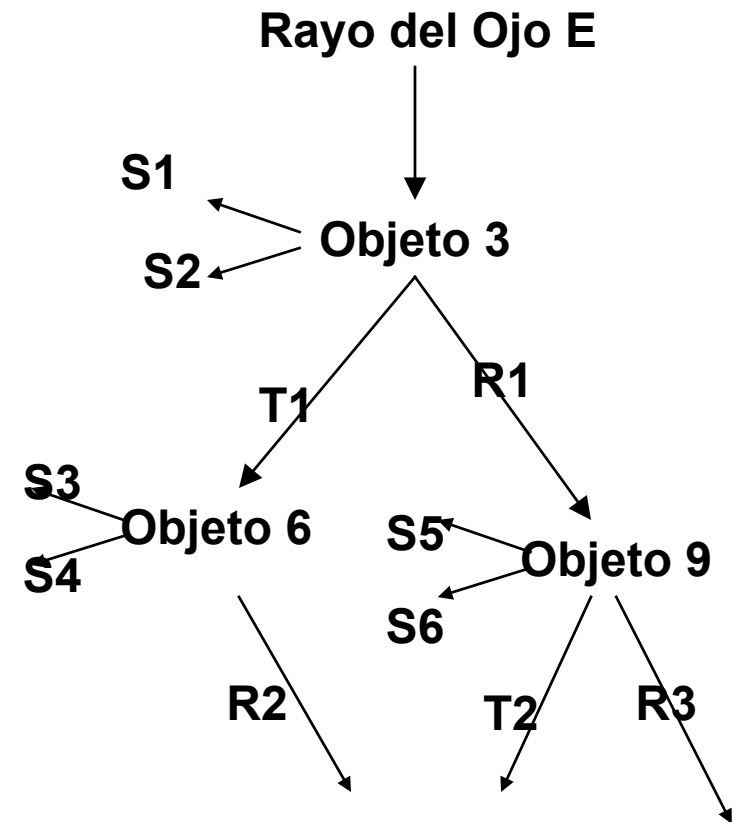 Rayo del Ojo E
S1
Objeto 3
S2
R1
T1
S3
Objeto 6
S5
Objeto 9
S4
S6
R2
T2
R3